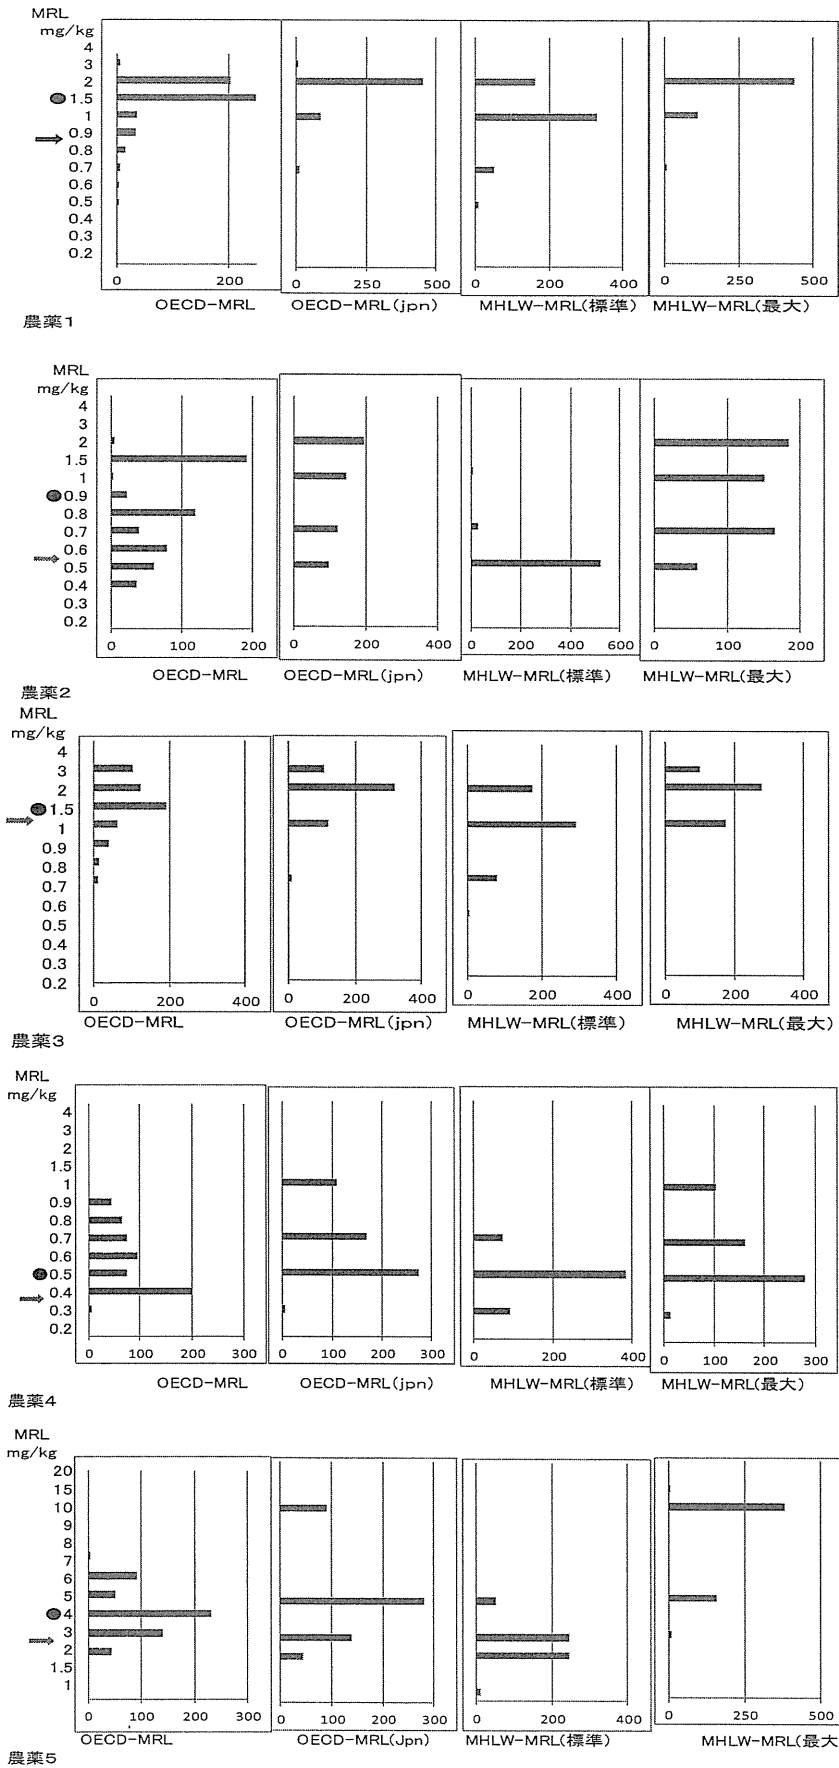 MRL
mg/kg
4
3
2
1.5
1
0.9
0.8
0.7
0.6
0.5
0.4
0.3
0.2
0 200
0 250 500
0 200 400
0 250 500
OECD-MRL OECD-MRL(jpn) MHLW-MRL(標準) MHLW-MRL(最大)
農薬1
MRL
mg/kg
4
3
2
1.5
1
0.9
0.8
0.7
0.6
0.5
0.4
0.3
0.2
0 100 200
0 200 400
0 200 400 600
0 100 200
OECD-MRL OECD-MRL(jpn) MHLW-MRL(標準) MHLW-MRL(最大)
農薬2
MRL
mg/kg
4
3
2
1.5
1
0.9
0.8
0.7
0.6
0.5
0.4
0.3
0.2
0 200 400
0 200 400
0 200 400
0 200 400
OECD-MRL OECD-MRL(jpn) MHLW-MRL(標準) MHLW-MRL(最大)
農薬3
MRL
mg/kg
4
3
2
1.5
1
0.9
0.8
0.7
0.6
0.5
0.4
0.3
0.2
0 100 200 300
0 100 200 300
0 200 400
0 100 200 300
OECD-MRL OECD-MRL(jpn) MHLW-MRL(標準) MHLW-MRL(最大)
農薬4
MRL
mg/kg
20
15
10
9
8
7
6
5
4
3
2
1.5
1
0 100 200 300
0 100 200 300
0 200 400
0 250 500
OECD-MRL OECD-MRL(Jpn) MHLW-MRL(標準) MHLW-MRL(最大
農薬5